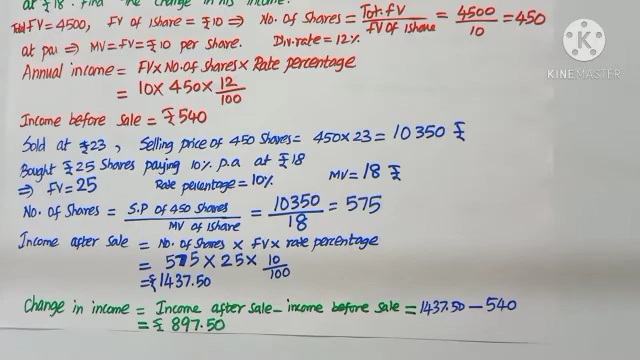 at ₹18. Find the change in his income.
Total FV = 4500, FV of 1share = ₹10 ⇒ No. of Shares = Tot. FV / FV of 1share = 4500 / 10 = 450
at par ⇒ MV = FV = ₹10 per share. Div. rate = 12%
Annual income = FV × No. of Shares × Rate percentage
= 10 × 450 × 12/100
Income before sale = ₹540
Sold at ₹23, Selling price of 450 Shares = 450 × 23 = 10350 ₹
Bought ₹25 Shares paying 10% p.a at ₹18
⇒ FV = 25 Rate percentage = 10% MV = 18 ₹
No. of Shares = S.P of 450 Shares / MV of 1share = 10350 / 18 = 575
Income after sale = No. of Shares × FV × rate percentage
= 575 × 25 × 10/100
= ₹1437.50
Change in income = Income after sale - income before sale = 1437.50 - 540
= ₹ 897.50
KINEMASTER